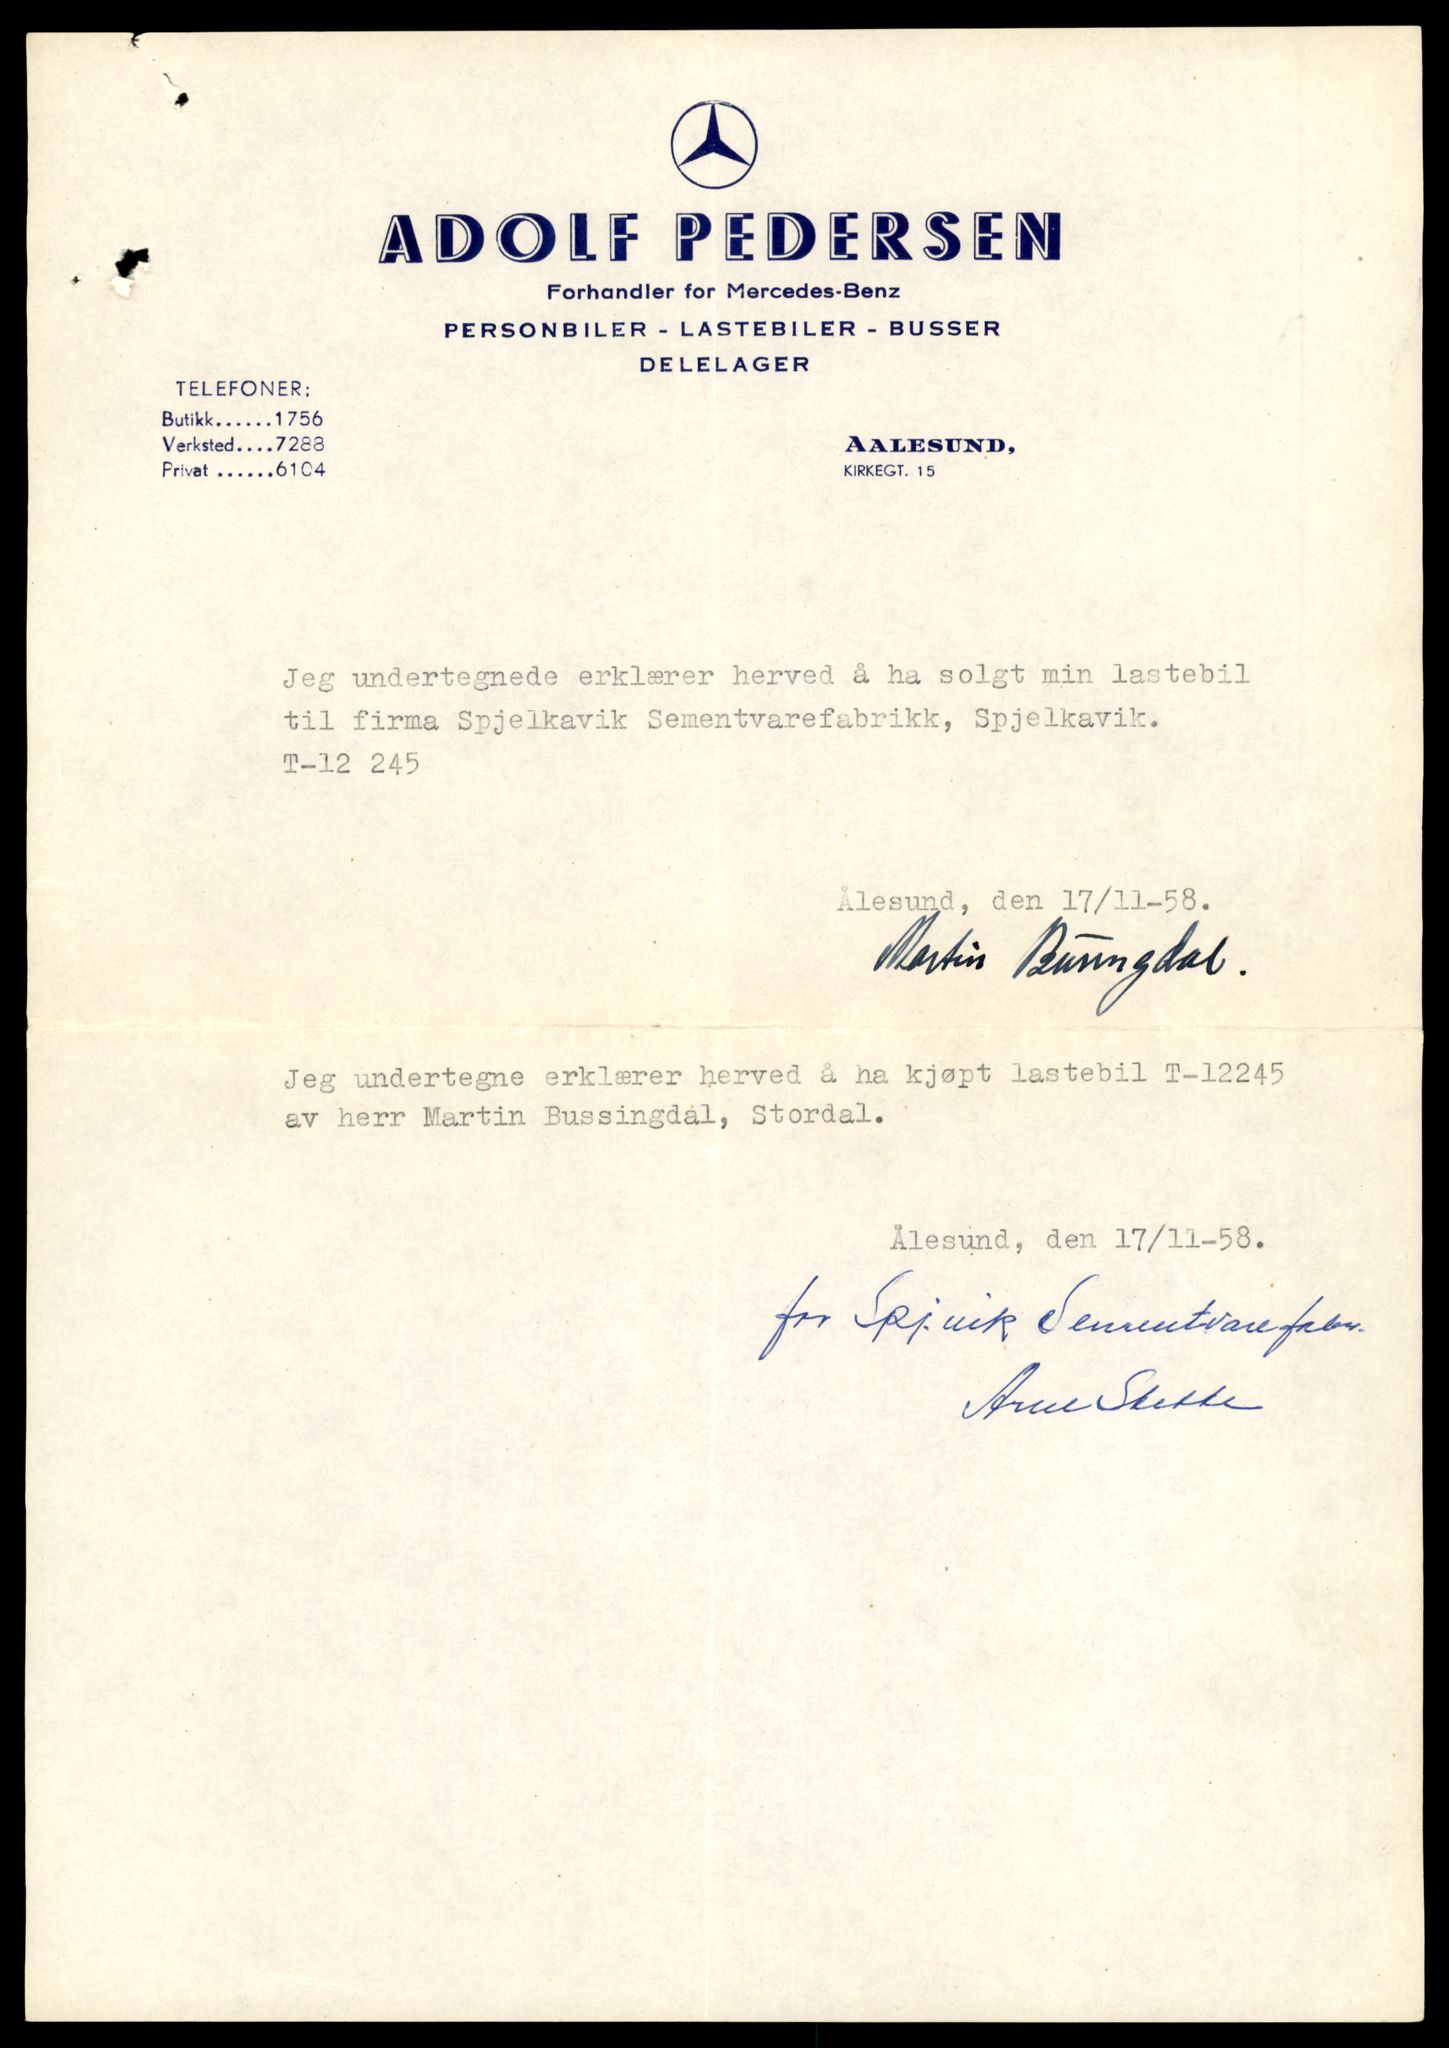 ADOLF PEDERSEN
Forhandler for Mercedes-Benz
PERSONBILER - LASTEBILER - BUSSER
DELELAGER
TELEFONER:
Butikk......1756
Verksted....7288
Privat ......6104
AALESUND,
KIRKEGT. 15
Jeg undertegnede erklærer herved å ha solgt min lastebil
til firma Spjelkavik Sementvarefabrikk, Spjelkavik.
T-12 245
Ålesund, den 17/11-58.
Martin Bussingdal.
Jeg undertegne erklærer herved å ha kjøpt lastebil T-12245
av herr Martin Bussingdal, Stordal.
Ålesund, den 17/11-58.
for Spj.vik Sementvarefabr.
Arne